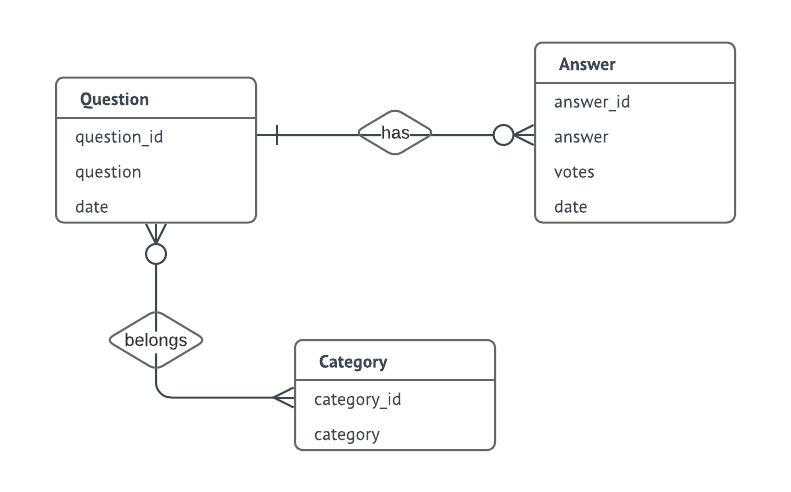 Question
question_id
question
date
has
Answer
answer_id
answer
votes
date
belongs
Category
category_id
category